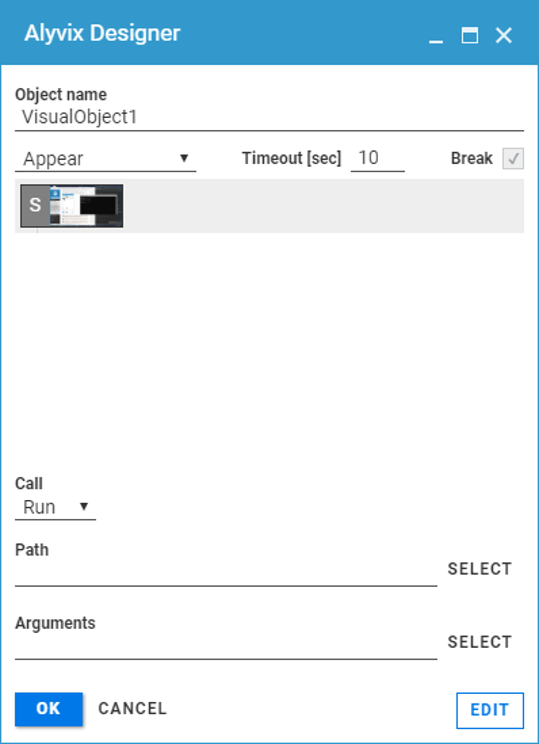 Alyvix Designer
Object name
VisualObject1
Appear Timeout [sec] 10 Break
S
Call
Run
Path
SELECT
Arguments
SELECT
OK CANCEL EDIT